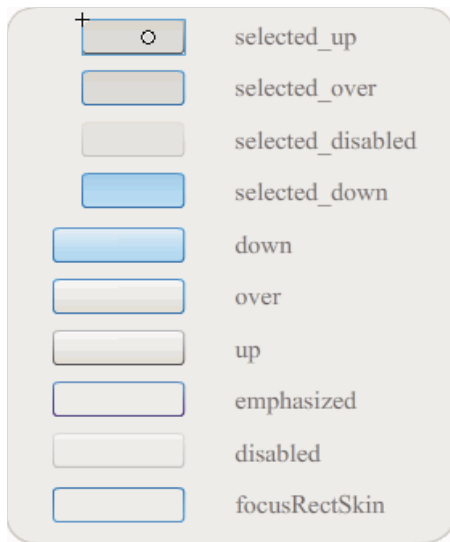 selected_up
selected_over
selected_disabled
selected_down
down
over
up
emphasized
disabled
focusRectSkin